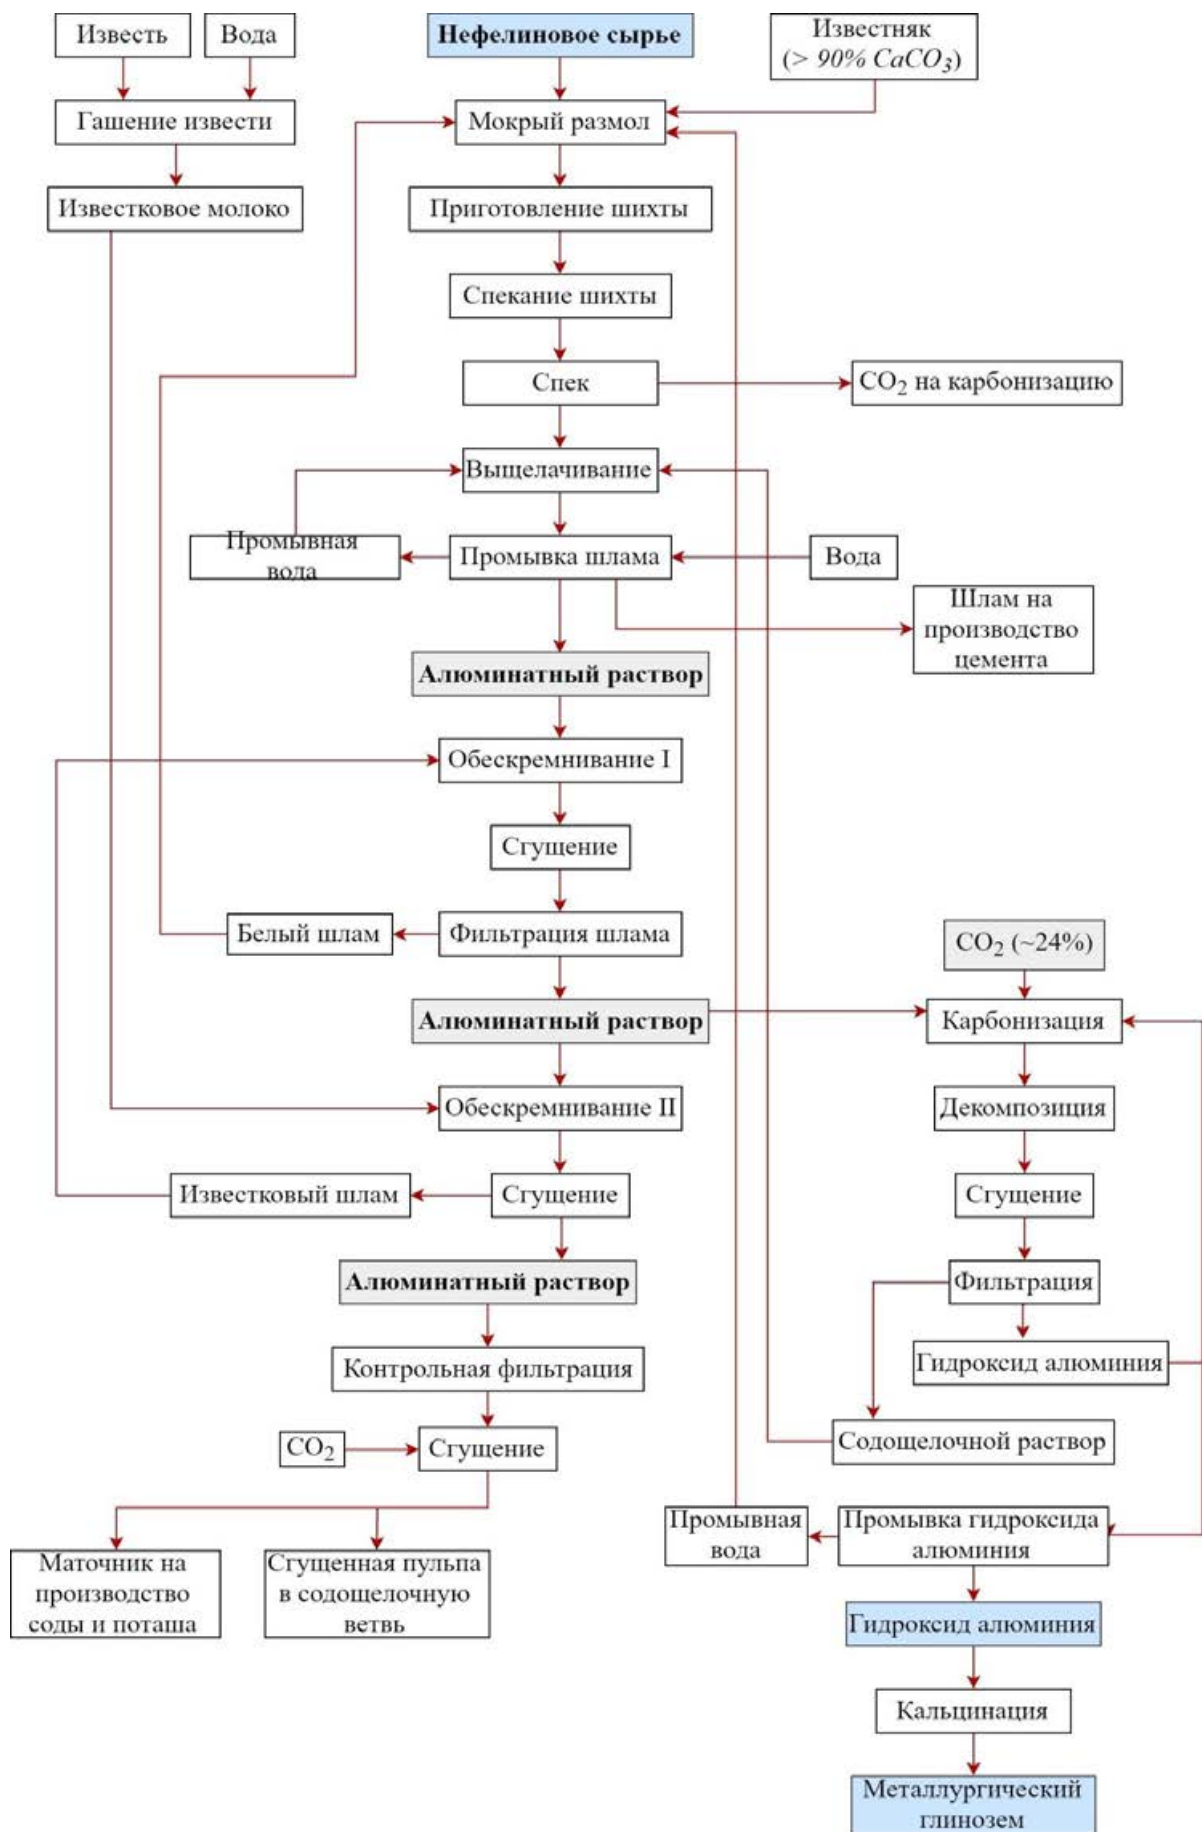 Известь
Вода
Нефелиновое сырье
Известняк
(> 90% CaCO₃)
Гашение извести
Мокрый размол
Известковое молоко
Приготовление шихты
Спекание шихты
Спек
CO₂ на карбонизацию
Выщелачивание
Промывная
вода
Промывка шлама
Вода
Шлам на
производство
цемента
Алюминатный раствор
Обескремнивание I
Сгущение
Белый шлам
Фильтрация шлама
CO₂ (~24%)
Алюминатный раствор
Карбонизация
Обескремнивание II
Декомпозиция
Известковый шлам
Сгущение
Сгущение
Алюминатный раствор
Фильтрация
Контрольная фильтрация
Гидроксид алюминия
CO₂
Сгущение
Содощелочной раствор
Маточник на
производство
соды и поташа
Сгущенная пульпа
в содощелочную
ветвь
Промывная
вода
Промывка гидроксида
алюминия
Гидроксид алюминия
Кальцинация
Металлургический
глинозем